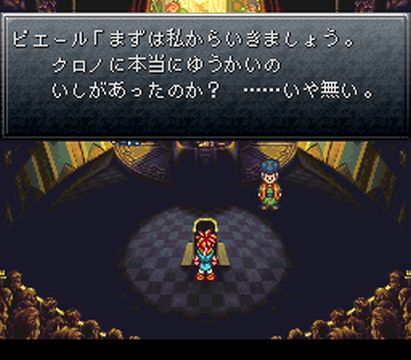 ピエール「まずは私からいきましょう。
クロノに本当にゆうかいの
いしがあったのか？　……いや無い。